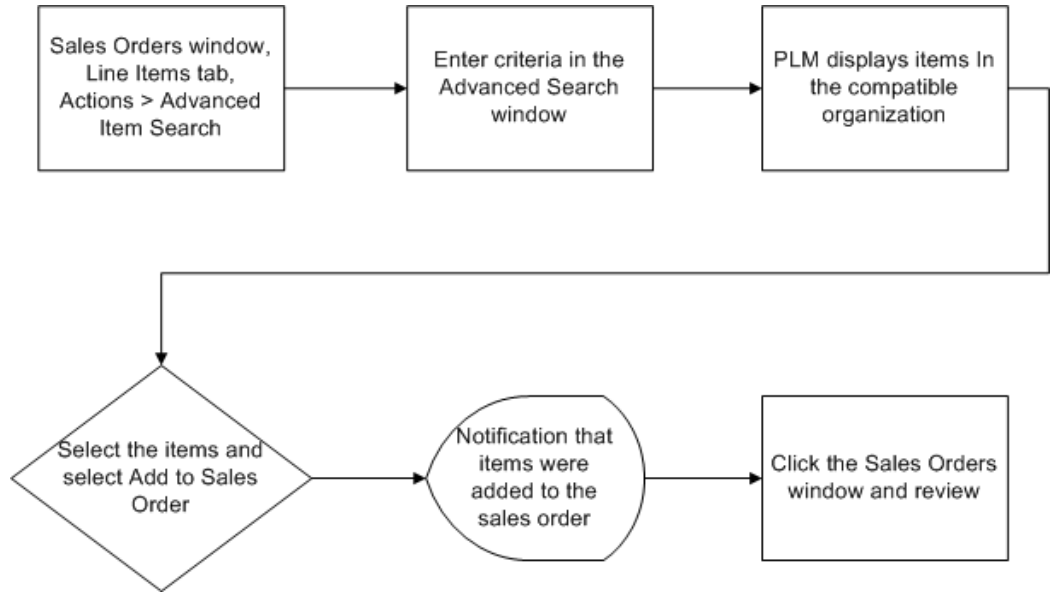 Sales Orders window,
Line Items tab,
Actions > Advanced
Item Search
Enter criteria in the
Advanced Search
window
PLM displays items In
the compatible
organization
Select the items and
select Add to Sales
Order
Notification that
items were
added to the
sales order
Click the Sales Orders
window and review